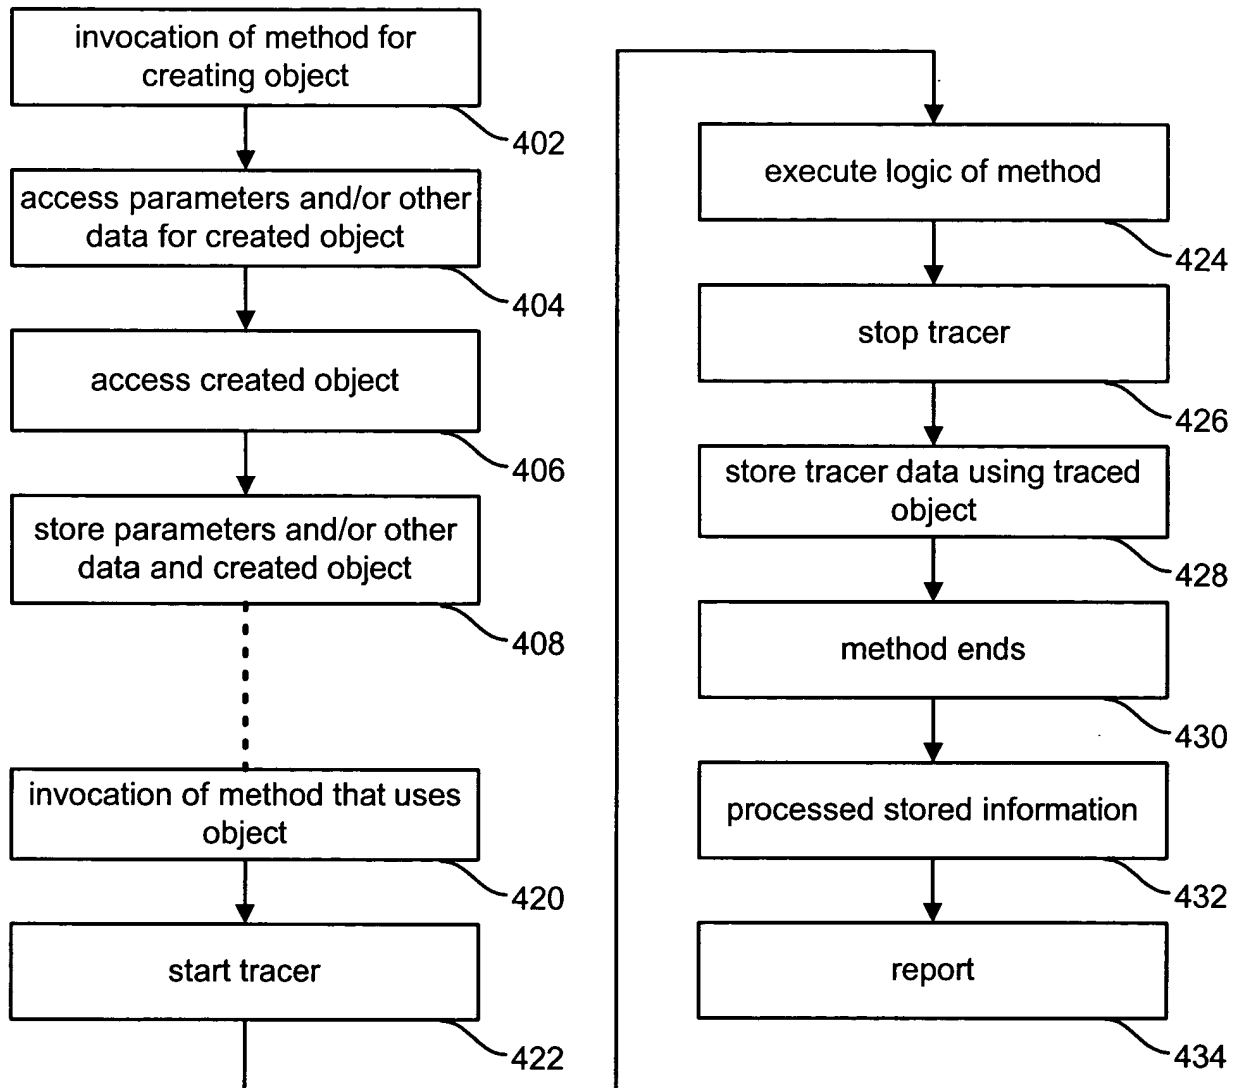 invocation of method for
creating object
402
access parameters and/or other
data for created object
404
access created object
406
store parameters and/or other
data and created object
408
invocation of method that uses
object
420
start tracer
422
execute logic of method
424
stop tracer
426
store tracer data using traced
object
428
method ends
430
processed stored information
432
report
434